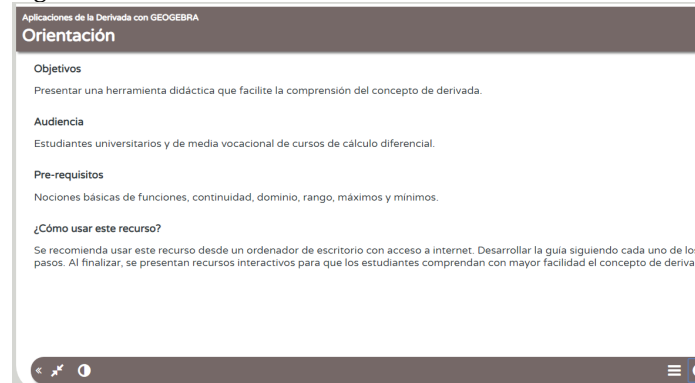 Aplicaciones de la Derivada con GEOGEBRA
Orientación
Objetivos
Presentar una herramienta didáctica que facilite la comprensión del concepto de derivada.
Audiencia
Estudiantes universitarios y de media vocacional de cursos de cálculo diferencial.
Pre-requisitos
Nociones básicas de funciones, continuidad, dominio, rango, máximos y mínimos.
¿Cómo usar este recurso?
Se recomienda usar este recurso desde un ordenador de escritorio con acceso a internet. Desarrollar la guía siguiendo cada uno de lo
pasos. Al finalizar, se presentan recursos interactivos para que los estudiantes comprendan con mayor facilidad el concepto de deriva